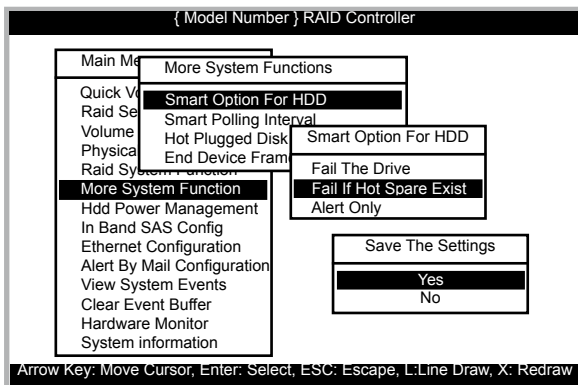 { Model Number } RAID Controller
Main Me
Quick Vo
Raid Se
Volume
Physica
Raid System Function
More System Function
Hdd Power Management
In Band SAS Config
Ethernet Configuration
Alert By Mail Configuration
View System Events
Clear Event Buffer
Hardware Monitor
System information
More System Functions
Smart Option For HDD
Smart Polling Interval
Hot Plugged Disk
End Device Frame
Smart Option For HDD
Fail The Drive
Fail If Hot Spare Exist
Alert Only
Save The Settings
Yes
No
Arrow Key: Move Cursor, Enter: Select, ESC: Escape, L:Line Draw, X: Redraw